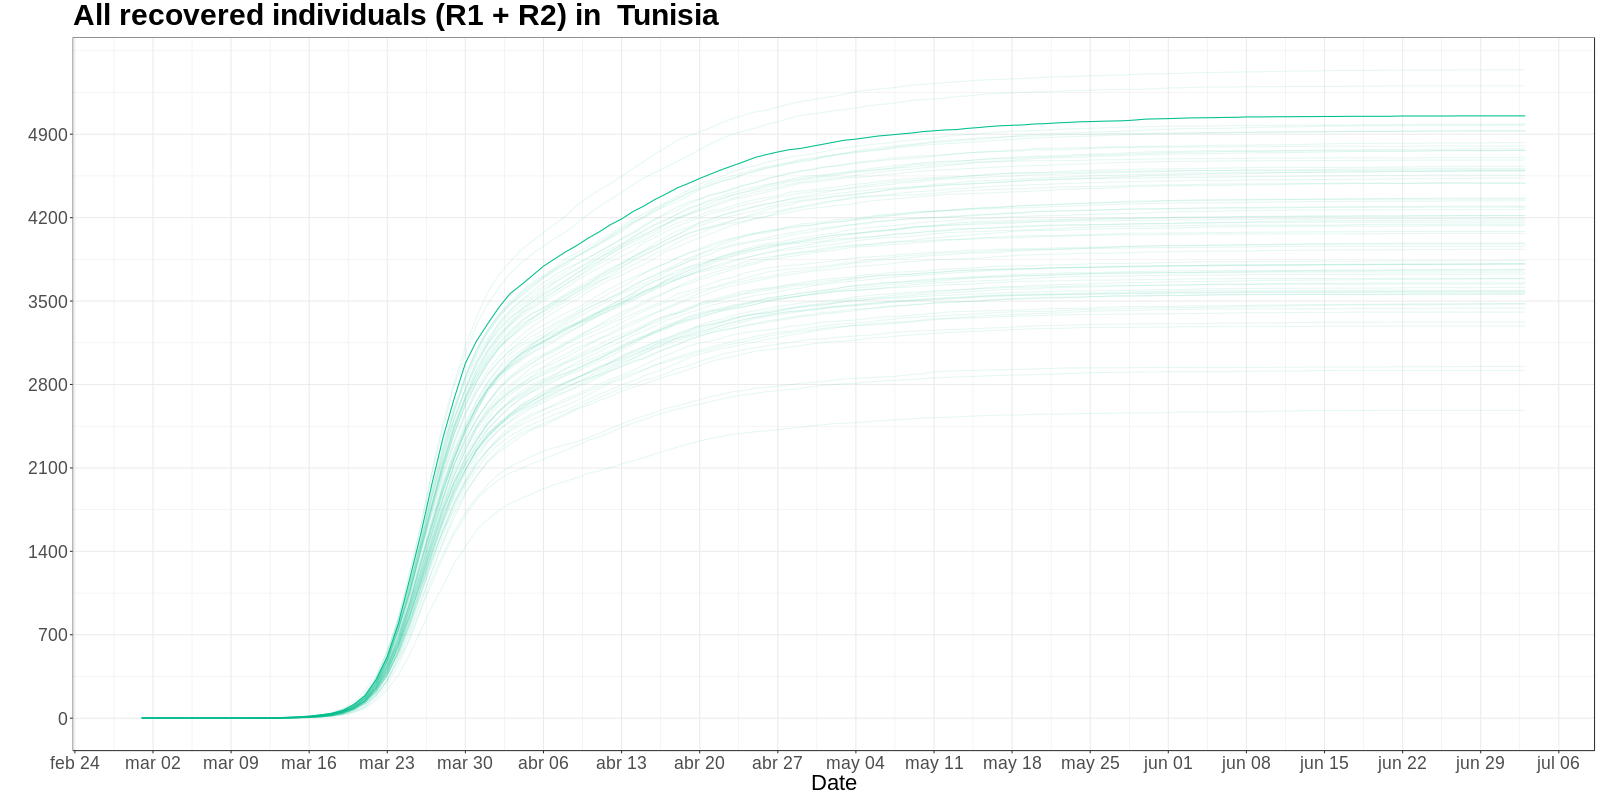 All recovered individuals (R1 + R2) in  Tunisia
4900
4200
3500
2800
2100
1400
700
0
feb 24 mar 02 mar 09 mar 16 mar 23 mar 30 abr 06 abr 13 abr 20 abr 27 may 04 may 11 may 18 may 25 jun 01 jun 08 jun 15 jun 22 jun 29 jul 06
Date